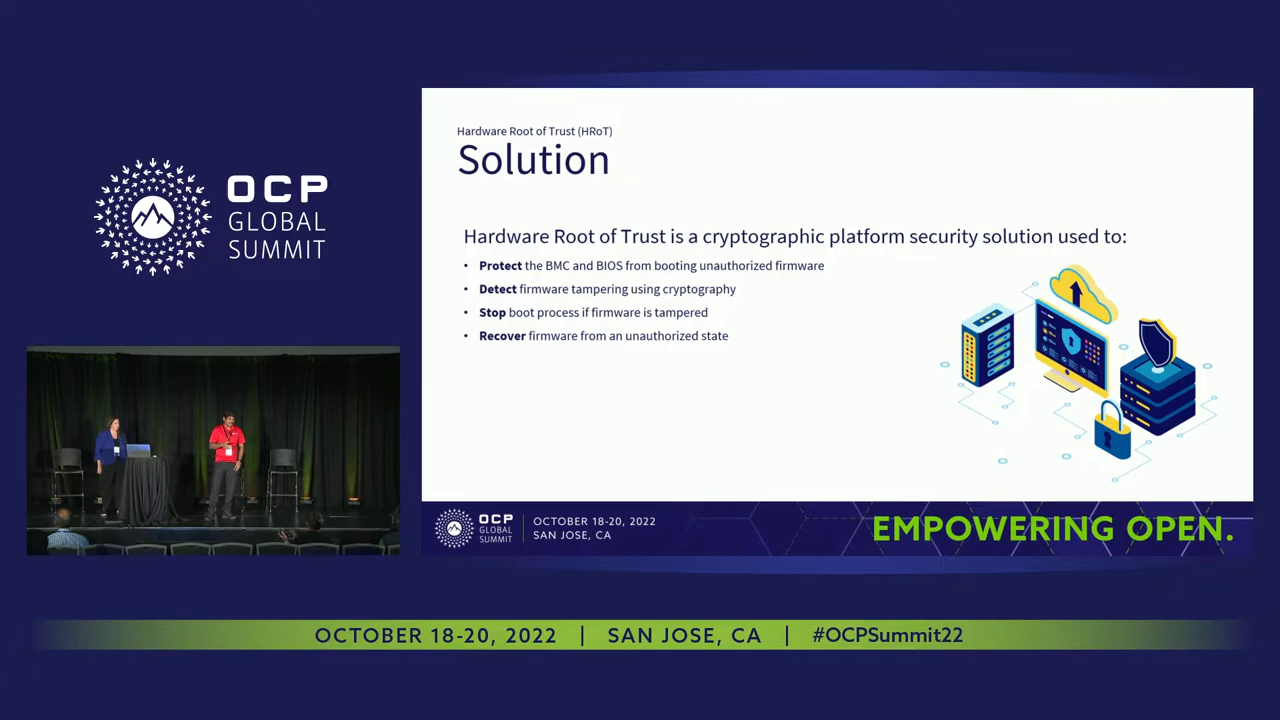 OCP
GLOBAL
SUMMIT
Hardware Root of Trust (HRoT)
Solution
Hardware Root of Trust is a cryptographic platform security solution used to:
• Protect the BMC and BIOS from booting unauthorized firmware
• Detect firmware tampering using cryptography
• Stop boot process if firmware is tampered
• Recover firmware from an unauthorized state
OCP
GLOBAL
SUMMIT
OCTOBER 18-20, 2022
SAN JOSE, CA
EMPOWERING OPEN.
OCTOBER 18-20, 2022 | SAN JOSE, CA | #OCPSummit22